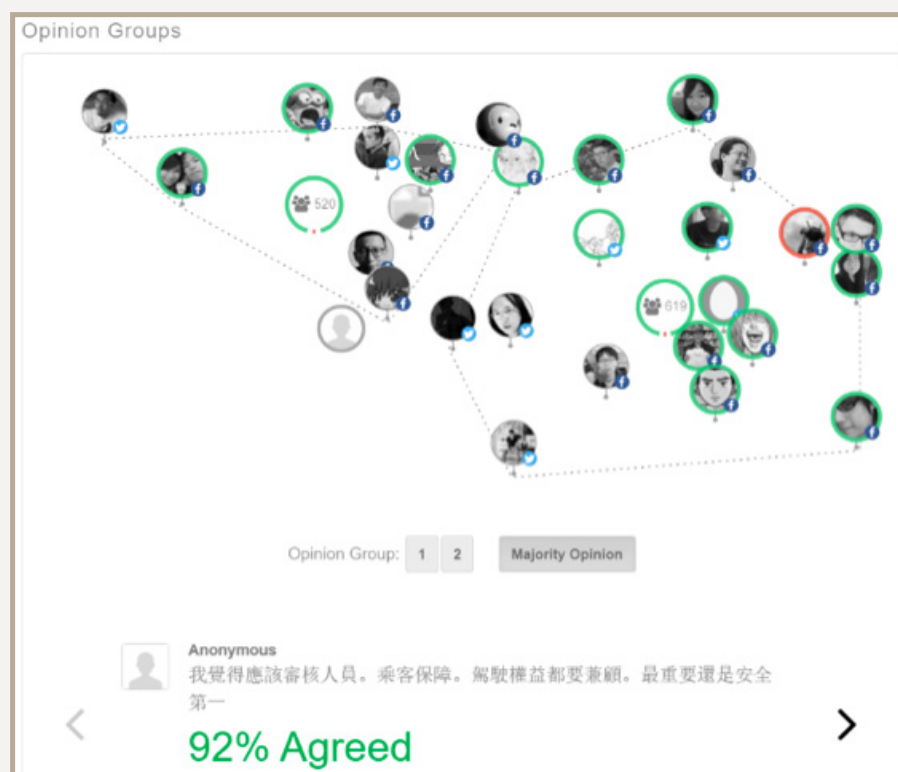 Opinion Groups
520
619
Opinion Group: 1 2 Majority Opinion
Anonymous
我覺得應該審核人員。乘客保障。駕駛權益都要兼顧。最重要還是安全
第一
92% Agreed